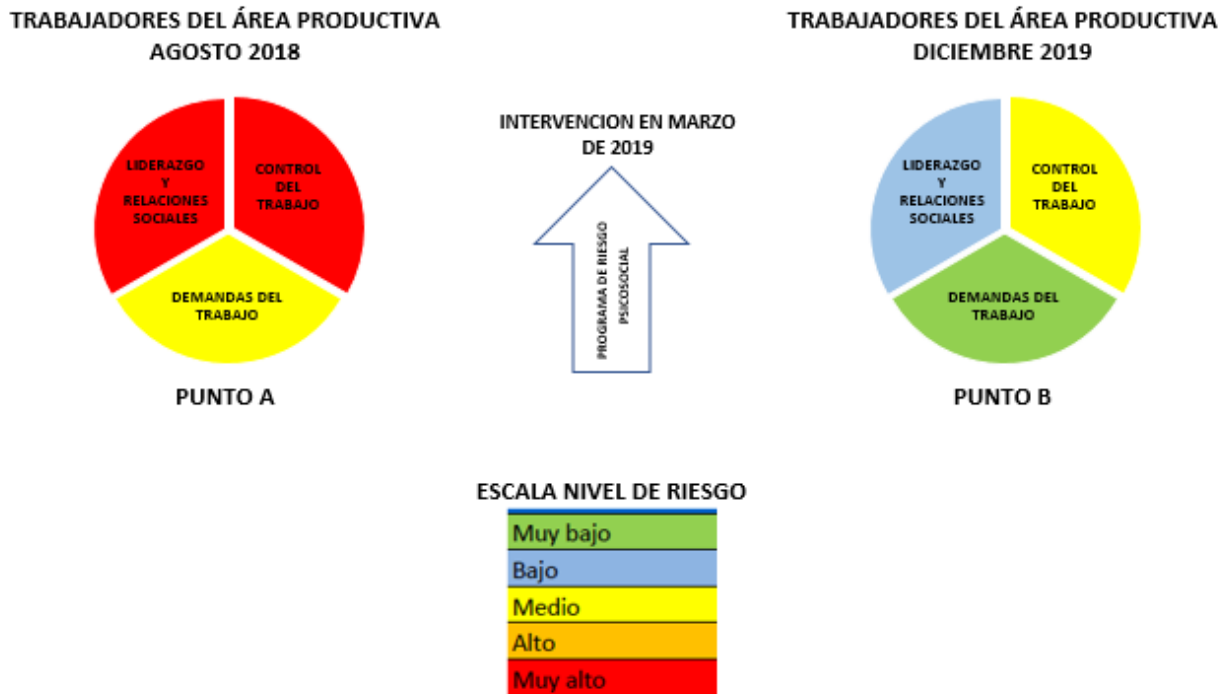 TRABAJADORES DEL ÁREA PRODUCTIVA
AGOSTO 2018
LIDERAZGO
Y
RELACIONES
SOCIALES
CONTROL
DEL
TRABAJO
DEMANDAS DEL
TRABAJO
PUNTO A
INTERVENCION EN MARZO
DE 2019
PROGRAMA DE RIESGO
PSICOSOCIAL
TRABAJADORES DEL ÁREA PRODUCTIVA
DICIEMBRE 2019
LIDERAZGO
Y
RELACIONES
SOCIALES
CONTROL
DEL
TRABAJO
DEMANDAS DEL
TRABAJO
PUNTO B
ESCALA NIVEL DE RIESGO
Muy bajo
Bajo
Medio
Alto
Muy alto